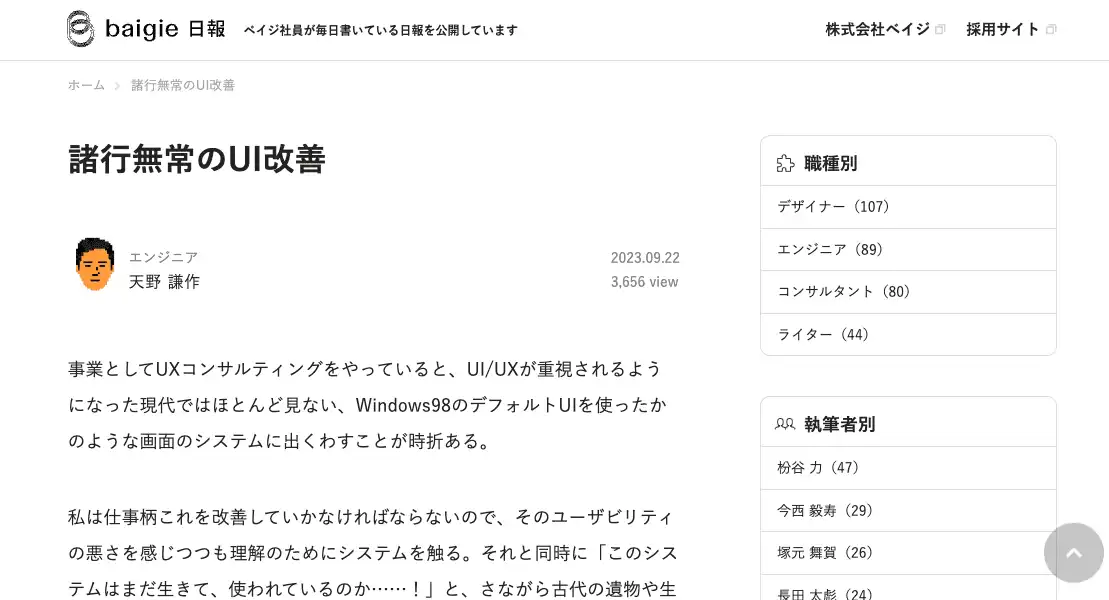 baigie 日報
ベイジ社員が毎日書いている日報を公開しています
株式会社ベイジ
採用サイト
ホーム
諸行無常のUI改善
諸行無常のUI改善
エンジニア
天野 謙作
2023.09.22
3,656 view
事業としてUXコンサルティングをやっていると、UI/UXが重視されるよう
になった現代ではほとんど見ない、Windows98のデフォルトUIを使ったか
のような画面のシステムに出くわすことが時折ある。
私は仕事柄これを改善していかなければならないので、そのユーザビリティ
の悪さを感じつつも理解のためにシステムを触る。それと同時に「このシス
テムはまだ生きて、使われているのか……！」と、さながら古代の遺物や生
職種別
デザイナー（107）
エンジニア（89）
コンサルタント（80）
ライター（44）
執筆者別
枌谷 力（47）
今西 毅寿（29）
塚元 舞賀（26）
長田 太彪（24）